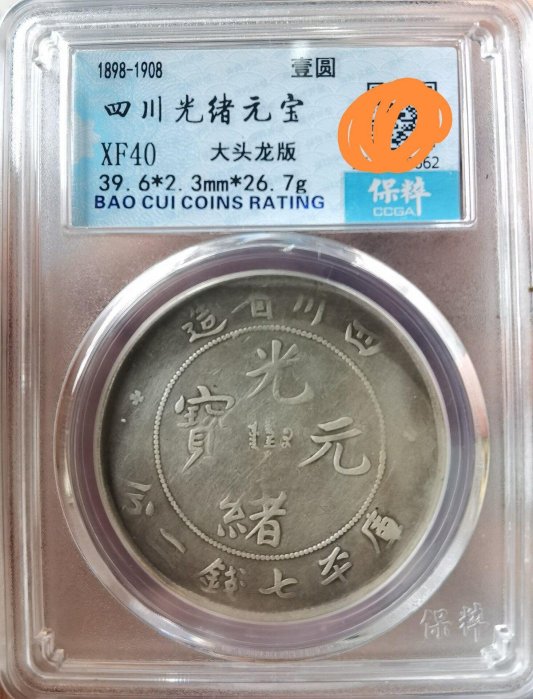 1898-1908
壹圆
四川光绪元宝
XF40
大头龙版
662
39.6*2.3mm*26.7g
保粹
CCGA
BAO CUI COINS RATING
造省川四
光
寶 元
緒
庫平七錢二分
保粹